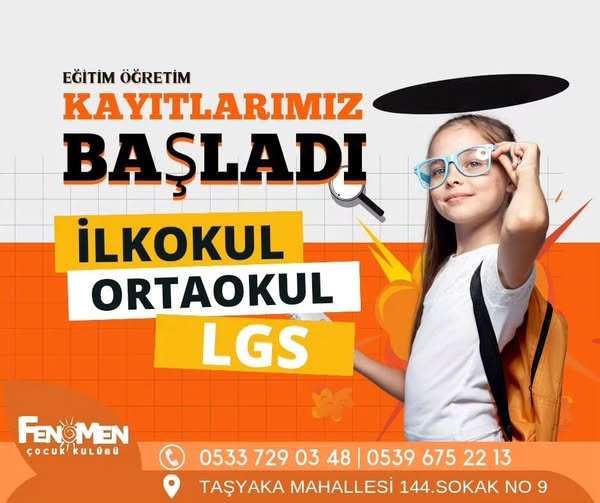 EĞİTİM ÖĞRETİM
KAYITLARIMIZ
BAŞLADI
İLKOKUL
ORTAOKUL
LGS
FENOMEN
ÇOCUK KULÜBÜ
0533 729 03 48 | 0539 675 22 13
TAŞYAKA MAHALLESİ 144.SOKAK NO 9